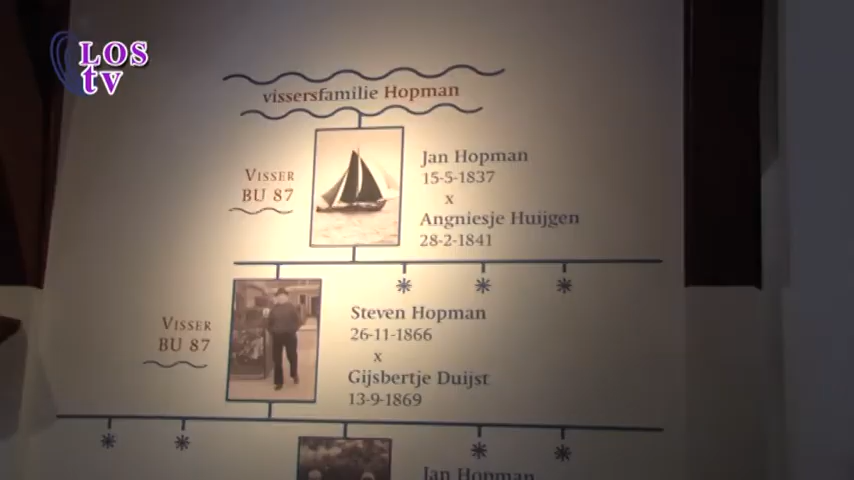 LOS
tv
vissersfamilie Hopman
VISSER
BU 87
Jan Hopman
15-5-1837
x
Angniesje Huijgen
28-2-1841
VISSER
BU 87
Steven Hopman
26-11-1866
x
Gijsbertje Duijst
13-9-1869
Jan Hopman